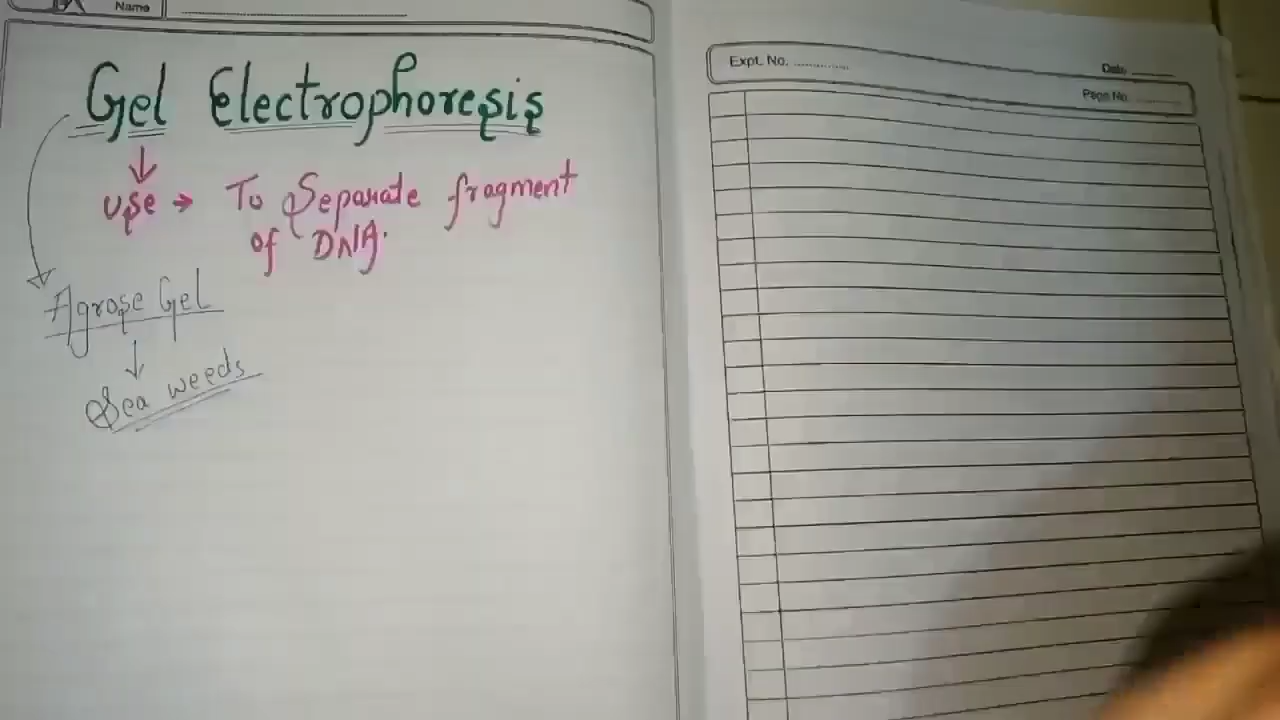 Name
Gel Electrophoresis
Use → To Separate fragment
of DNA.
Agrose Gel
↓
Sea weeds
Expt. No. ............
Date
Page No.